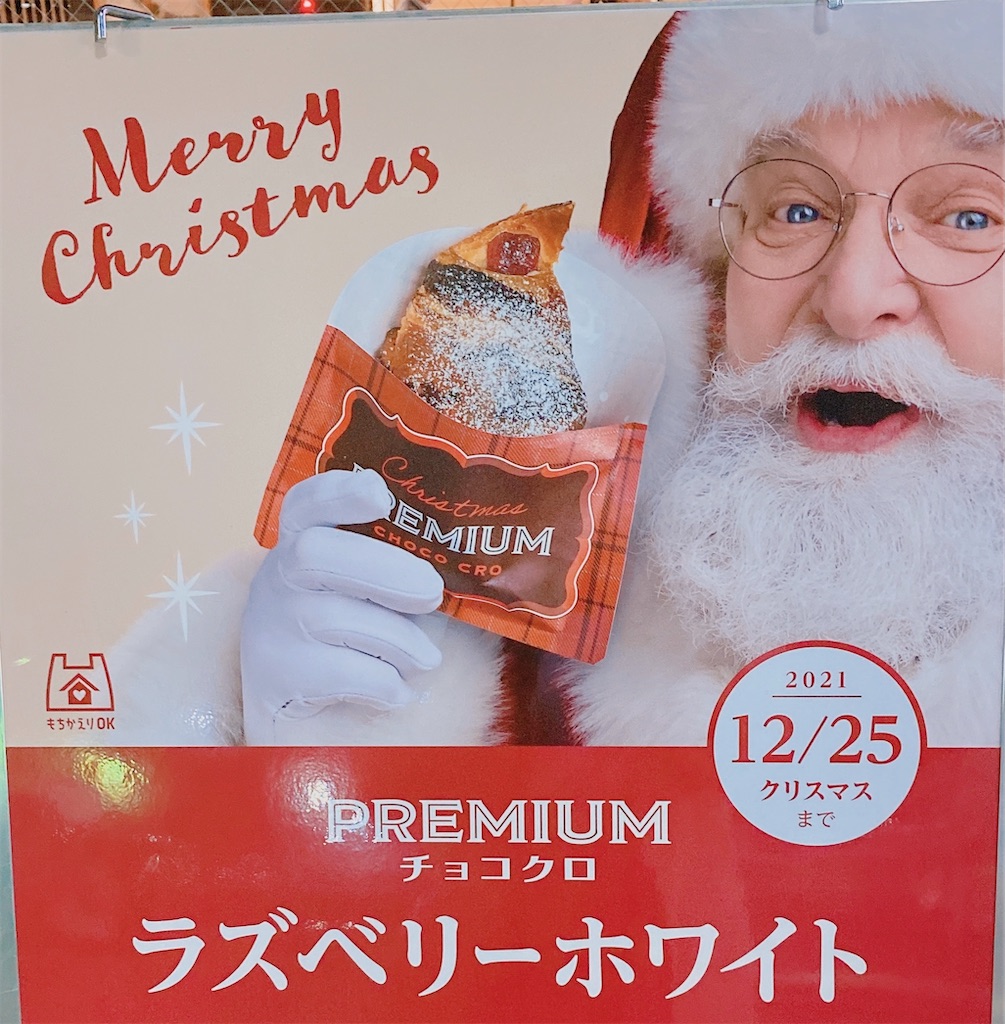 Merry
Christmas
Christmas
PREMIUM
CHOCO CRO
もちかえりOK
2021
12/25
クリスマス
まで
PREMIUM
チョコクロ
ラズベリーホワイト